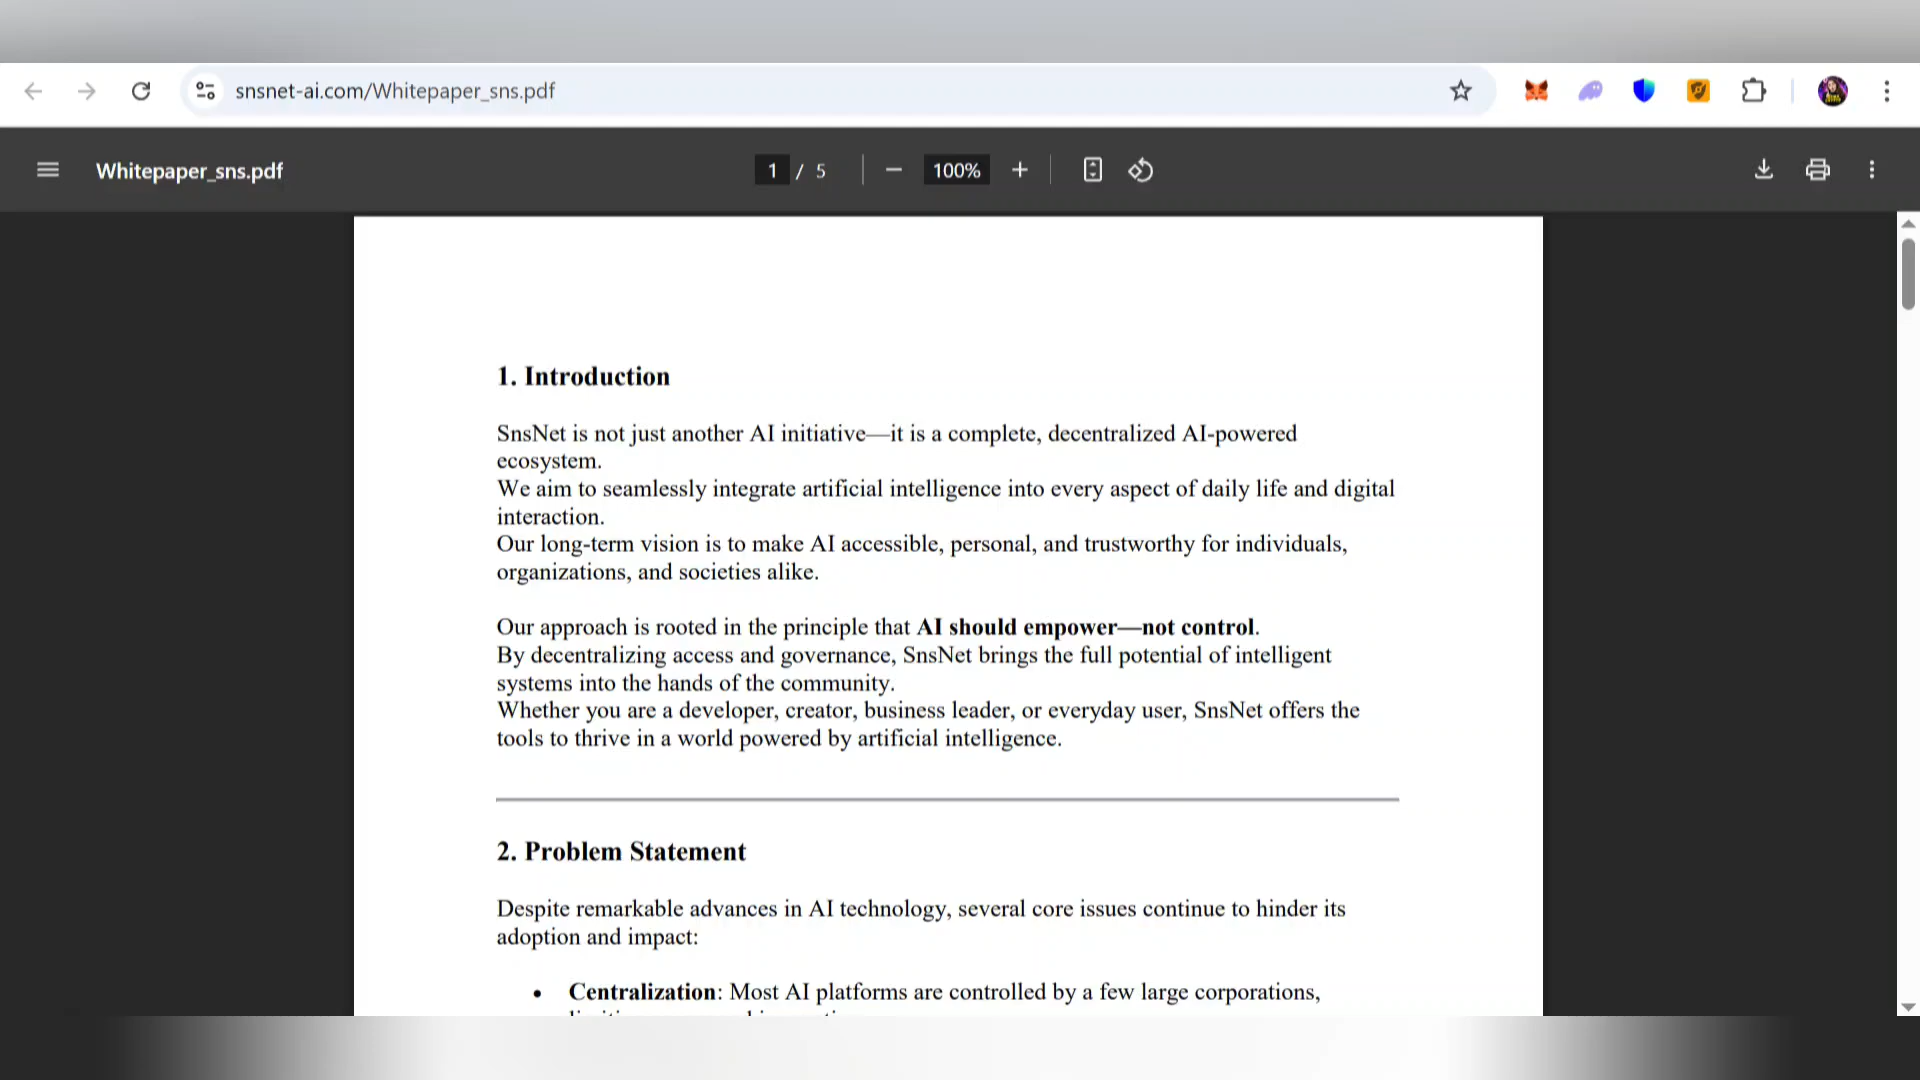 snsnet-ai.com/Whitepaper_sns.pdf
Whitepaper_sns.pdf
1 / 5
100%
1. Introduction
SnsNet is not just another AI initiative—it is a complete, decentralized AI-powered
ecosystem.
We aim to seamlessly integrate artificial intelligence into every aspect of daily life and digital
interaction.
Our long-term vision is to make AI accessible, personal, and trustworthy for individuals,
organizations, and societies alike.
Our approach is rooted in the principle that AI should empower—not control.
By decentralizing access and governance, SnsNet brings the full potential of intelligent
systems into the hands of the community.
Whether you are a developer, creator, business leader, or everyday user, SnsNet offers the
tools to thrive in a world powered by artificial intelligence.
2. Problem Statement
Despite remarkable advances in AI technology, several core issues continue to hinder its
adoption and impact:
• Centralization: Most AI platforms are controlled by a few large corporations,